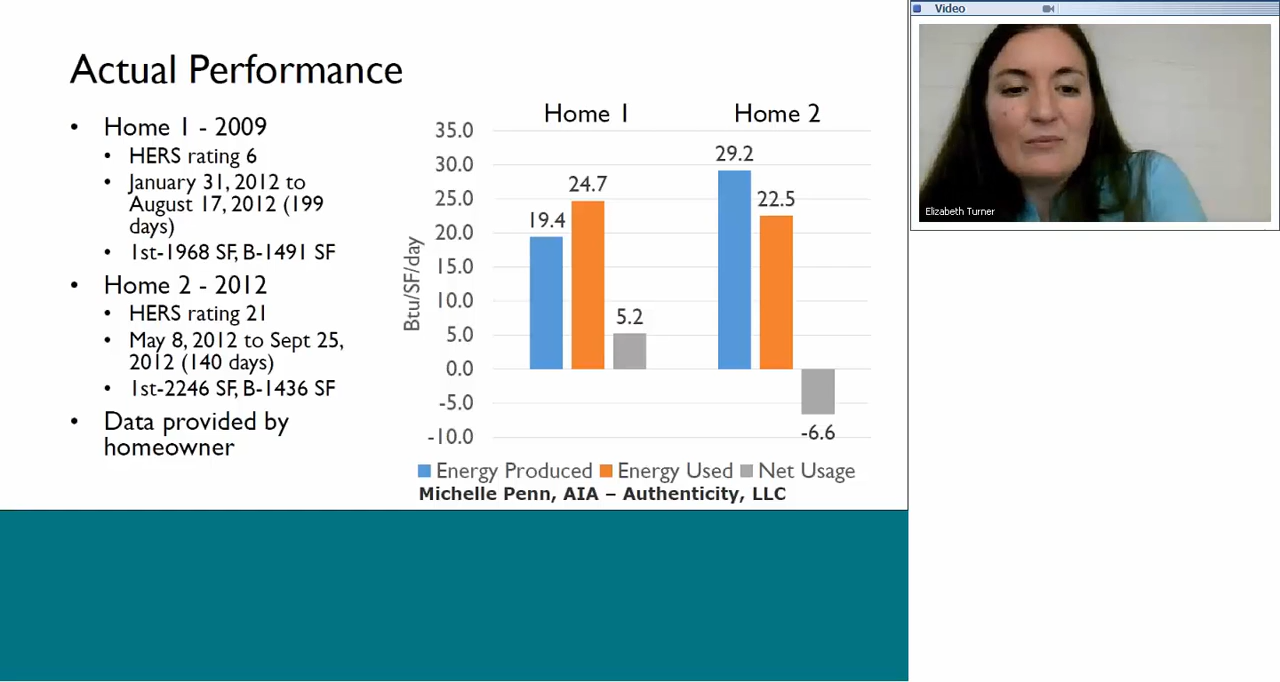 Actual Performance
• Home 1 - 2009
• HERS rating 6
• January 31, 2012 to
August 17, 2012 (199
days)
• 1st-1968 SF, B-1491 SF
• Home 2 - 2012
• HERS rating 21
• May 8, 2012 to Sept 25,
2012 (140 days)
• 1st-2246 SF, B-1436 SF
• Data provided by
homeowner
Home 1 Home 2
Btu/SF/day
35.0
30.0
25.0
20.0
15.0
10.0
5.0
0.0
-5.0
-10.0
19.4
24.7
5.2
29.2
22.5
-6.6
Energy Produced Energy Used Net Usage
Michelle Penn, AIA – Authenticity, LLC
Video
Elizabeth Turner